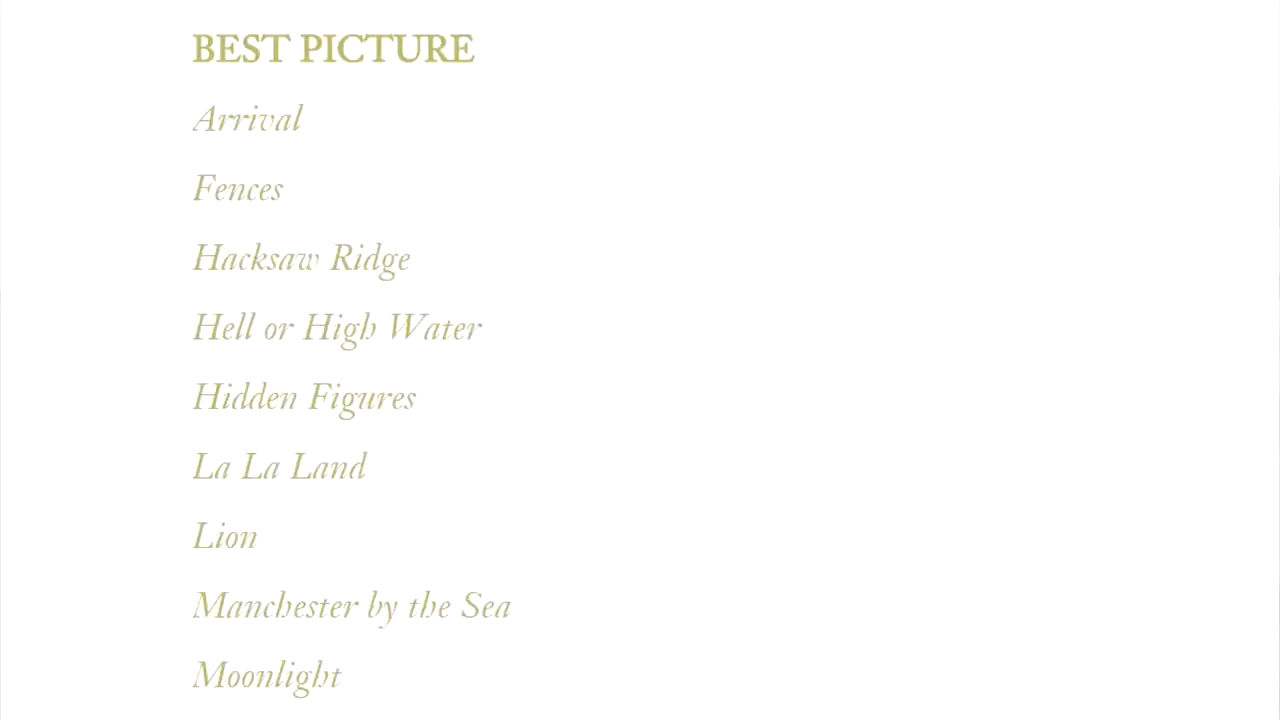 BEST PICTURE
Arrival
Fences
Hacksaw Ridge
Hell or High Water
Hidden Figures
La La Land
Lion
Manchester by the Sea
Moonlight